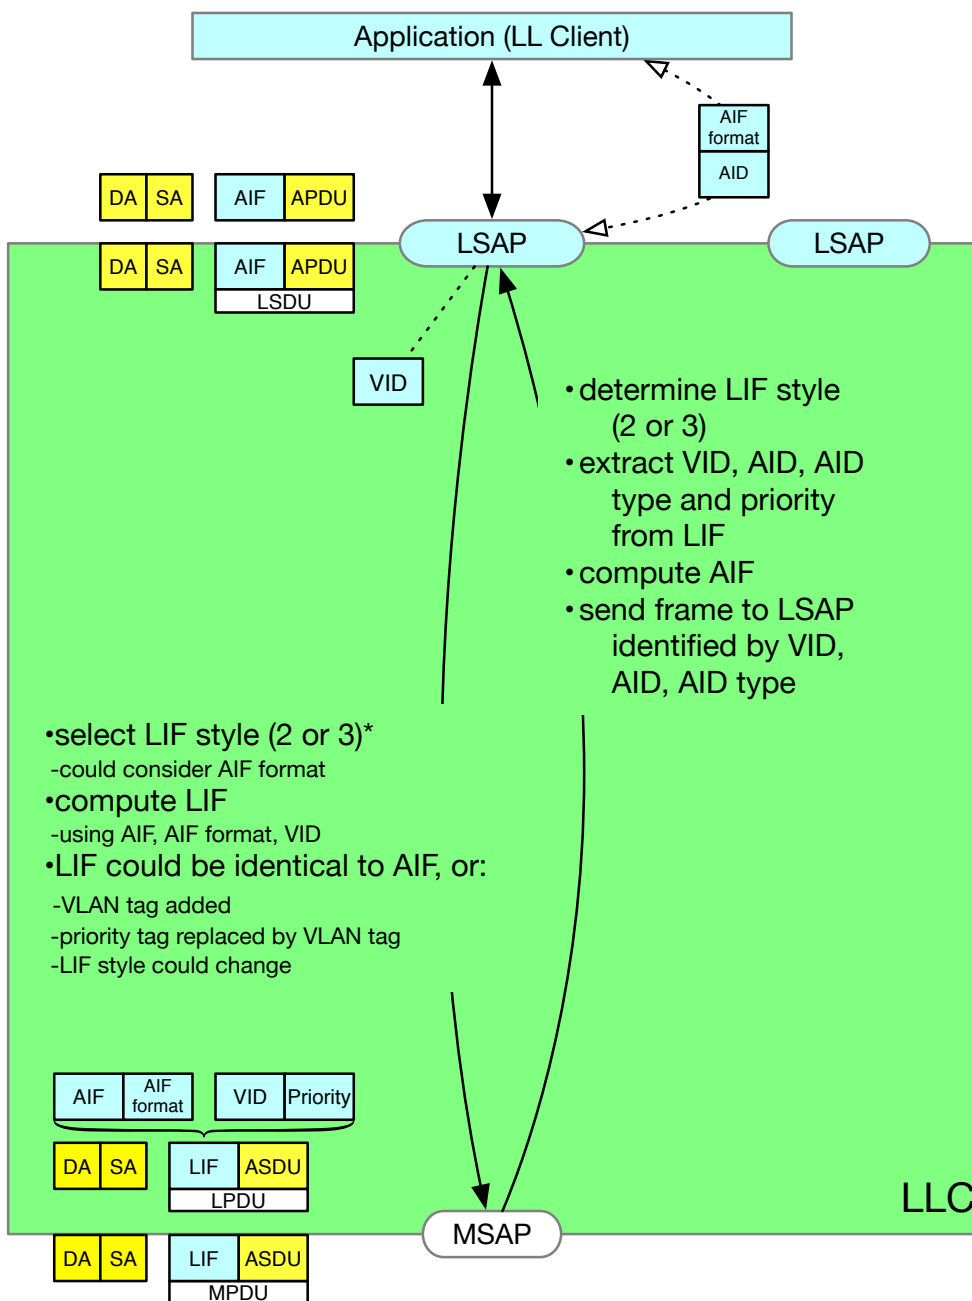 Application (LL Client)
AIF
format
AID
DA SA AIF APDU
LSAP LSAP
DA SA AIF APDU
LSDU
VID
•determine LIF style
(2 or 3)
•extract VID, AID, AID
type and priority
from LIF
•compute AIF
•send frame to LSAP
identified by VID,
AID, AID type
•select LIF style (2 or 3)*
-could consider AIF format
•compute LIF
-using AIF, AIF format, VID
•LIF could be identical to AIF, or:
-VLAN tag added
-priority tag replaced by VLAN tag
-LIF style could change
AIF AIF
format VID Priority
DA SA LIF ASDU
LPDU
LLC
MSAP
DA SA LIF ASDU
MPDU